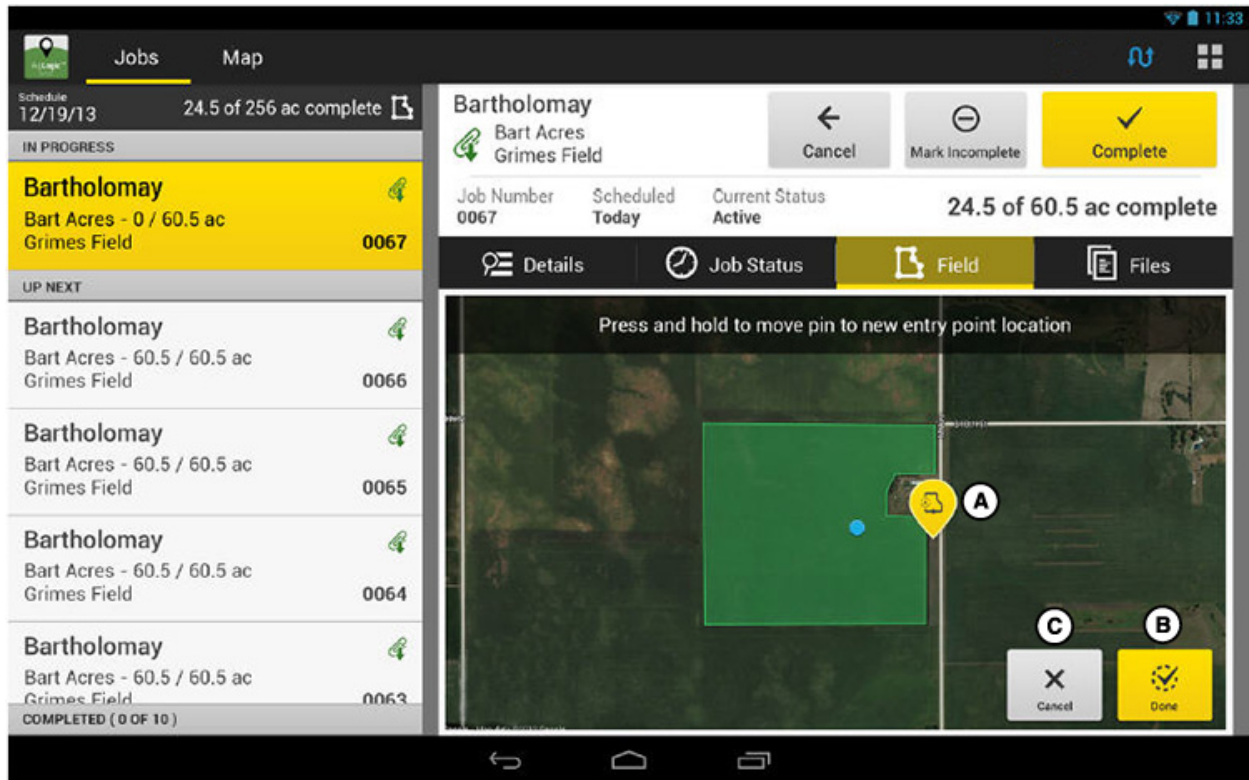 11:33
Jobs
Map
Schedule
12/19/13
24.5 of 256 ac complete
IN PROGRESS
Bartholomay
Bart Acres - 0 / 60.5 ac
Grimes Field
0067
UP NEXT
Bartholomay
Bart Acres - 60.5 / 60.5 ac
Grimes Field
0066
Bartholomay
Bart Acres - 60.5 / 60.5 ac
Grimes Field
0065
Bartholomay
Bart Acres - 60.5 / 60.5 ac
Grimes Field
0064
Bartholomay
Bart Acres - 60.5 / 60.5 ac
Grimes Field
0063
COMPLETED ( 0 OF 10 )
Bartholomay
Bart Acres
Grimes Field
Cancel
Mark Incomplete
Complete
Job Number
0067
Scheduled
Today
Current Status
Active
24.5 of 60.5 ac complete
Details
Job Status
Field
Files
Press and hold to move pin to new entry point location
A
C
B
Cancel
Done